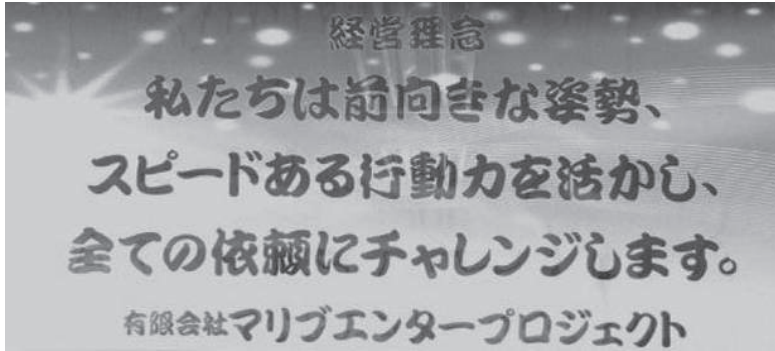 経営理念
私たちは前向きな姿勢、
スピードある行動力を活かし、
全ての依頼にチャレンジします。
有限会社マリブエンタープロジェクト